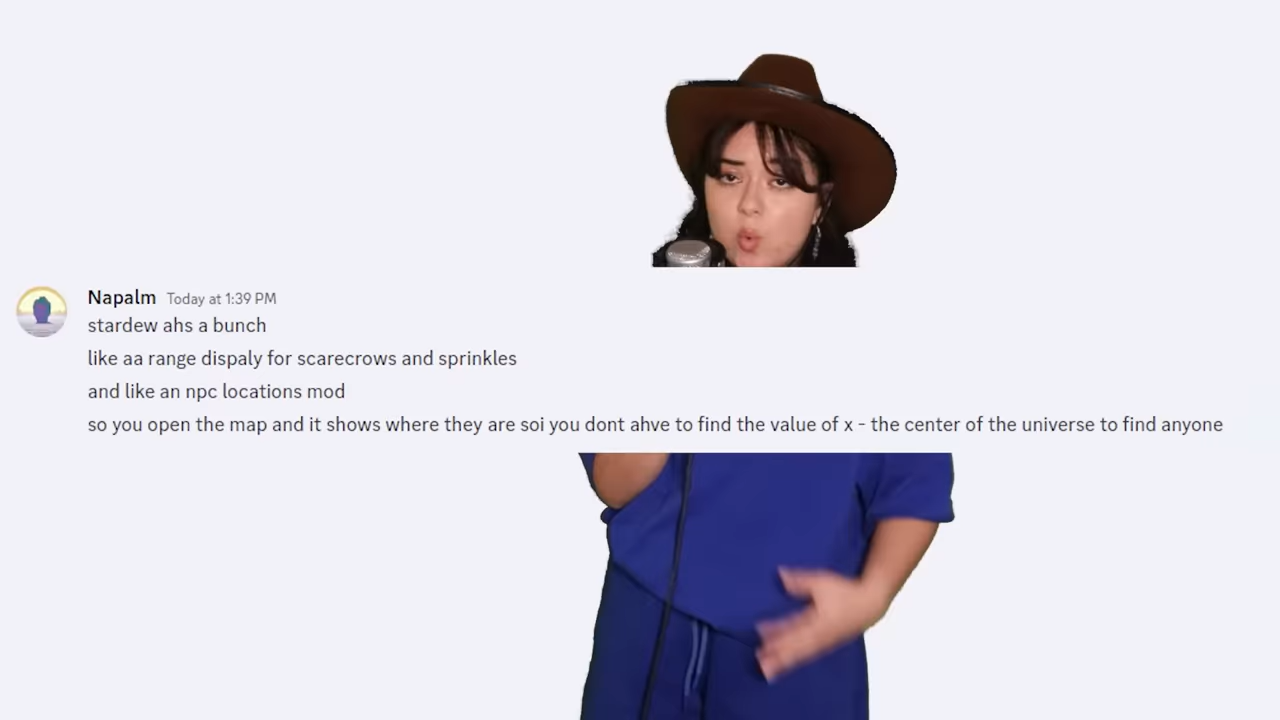 Napalm Today at 1:39 PM
stardew ahs a bunch
like aa range dispaly for scarecrows and sprinkles
and like an npc locations mod
so you open the map and it shows where they are soi you dont ahve to find the value of x - the center of the universe to find anyone